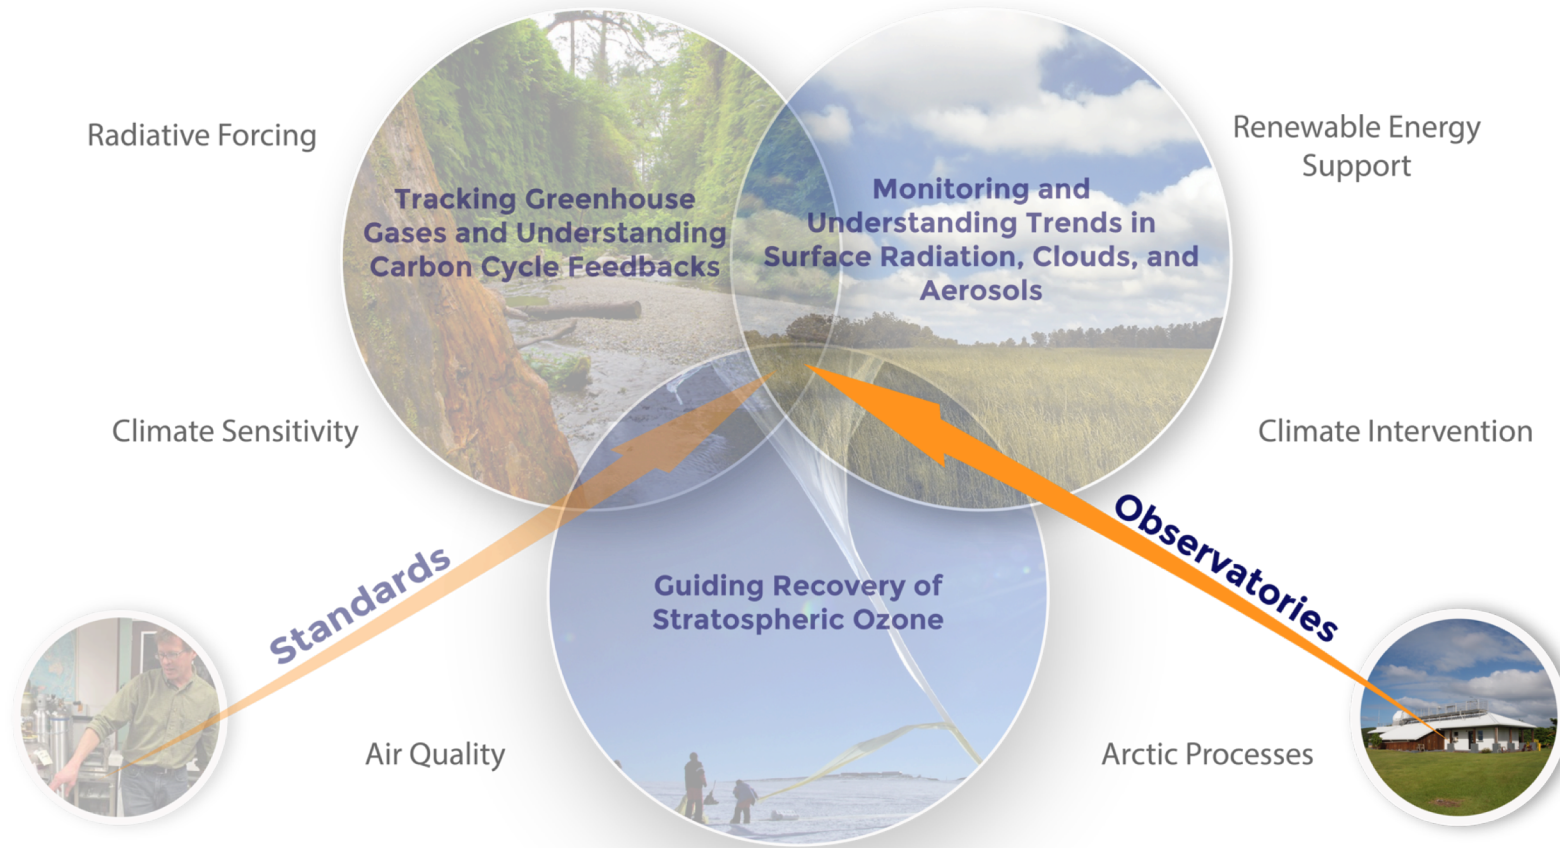 Radiative Forcing
Tracking Greenhouse
Gases and Understanding
Carbon Cycle Feedbacks
Monitoring and
Understanding Trends in
Surface Radiation, Clouds, and
Aerosols
Renewable Energy
Support
Climate Sensitivity
Climate Intervention
Standards
Observatories
Guiding Recovery of
Stratospheric Ozone
Air Quality
Arctic Processes